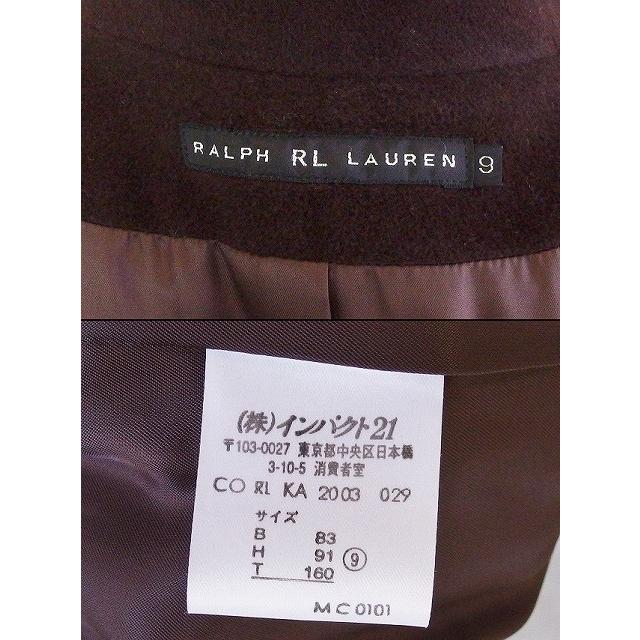 RALPH RL LAUREN 9
(株)インパクト21
〒103-0027 東京都中央区日本橋
3-10-5 消費者室
CO RL KA 2003 029
サイズ
B 83
H 91 ⑨
T 160
MC0101